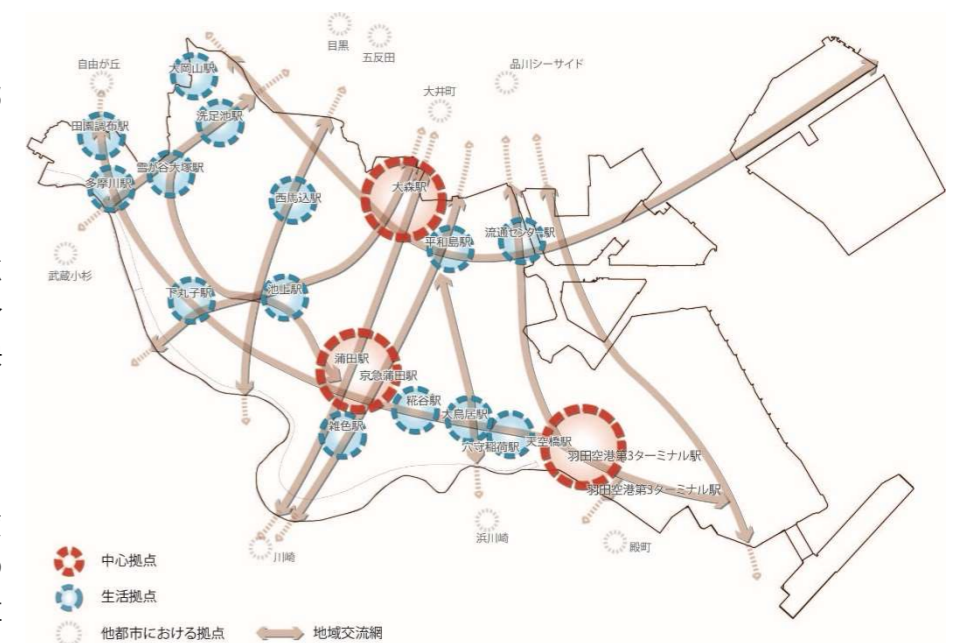 目黒
五反田
自由が丘
大岡山駅
品川シーサイド
大井町
洗足池駅
田園調布駅
雪が谷大塚駅
多摩川駅
西馬込駅
大森駅
平和島駅
流通センター駅
武蔵小杉
下丸子駅
池上駅
蒲田駅
京急蒲田駅
糀谷駅
大鳥居駅
雑色駅
穴守稲荷駅
天空橋駅
羽田空港第3ターミナル駅
羽田空港第3ターミナル駅
浜川崎
殿町
川崎
中心拠点
生活拠点
他都市における拠点
地域交流網